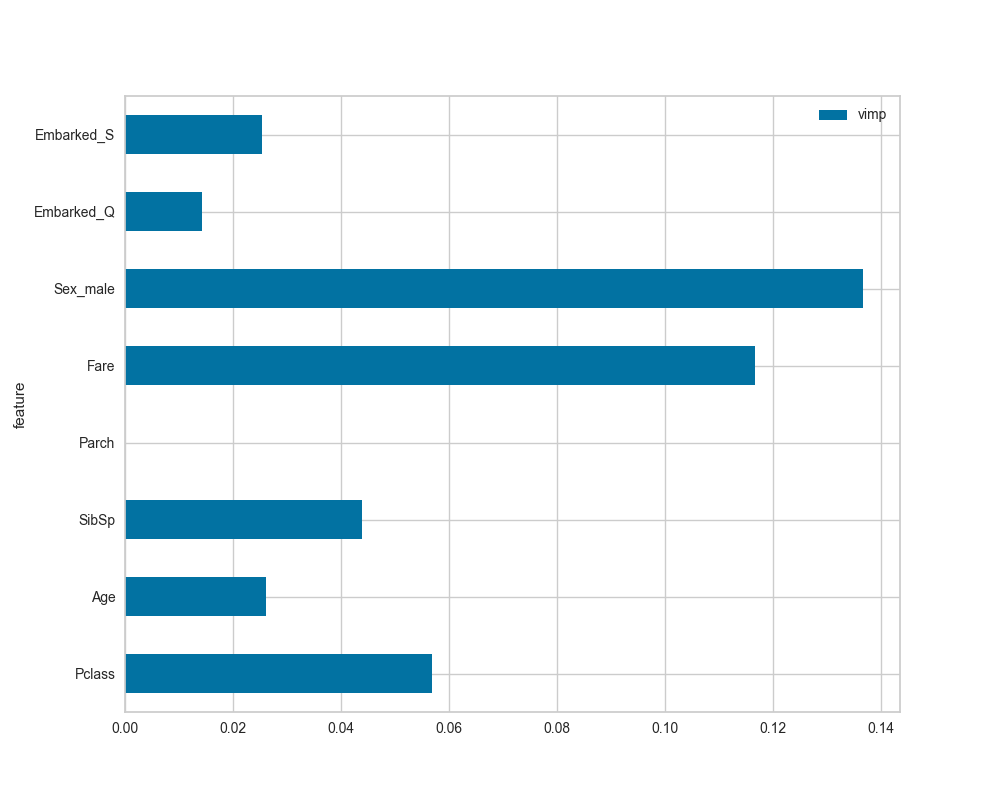 vimp
Embarked_S
Embarked_Q
Sex_male
Fare
Parch
SibSp
Age
Pclass
feature
0.00 0.02 0.04 0.06 0.08 0.10 0.12 0.14